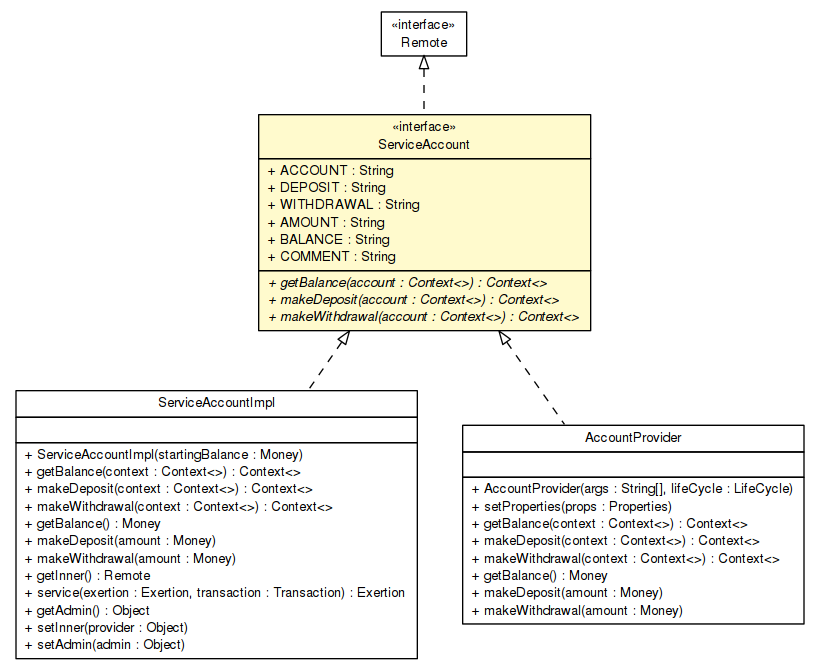 «interface»
Remote
«interface»
ServiceAccount
+ ACCOUNT : String
+ DEPOSIT : String
+ WITHDRAWAL : String
+ AMOUNT : String
+ BALANCE : String
+ COMMENT : String
+ getBalance(account : Context<>) : Context<>
+ makeDeposit(account : Context<>) : Context<>
+ makeWithdrawal(account : Context<>) : Context<>
ServiceAccountImpl
+ ServiceAccountImpl(startingBalance : Money)
+ getBalance(context : Context<>) : Context<>
+ makeDeposit(context : Context<>) : Context<>
+ makeWithdrawal(context : Context<>) : Context<>
+ getBalance() : Money
+ makeDeposit(amount : Money)
+ makeWithdrawal(amount : Money)
+ getInner() : Remote
+ service(exertion : Exertion, transaction : Transaction) : Exertion
+ getAdmin() : Object
+ setInner(provider : Object)
+ setAdmin(admin : Object)
AccountProvider
+ AccountProvider(args : String[], lifeCycle : LifeCycle)
+ setProperties(props : Properties)
+ getBalance(context : Context<>) : Context<>
+ makeDeposit(context : Context<>) : Context<>
+ makeWithdrawal(context : Context<>) : Context<>
+ getBalance() : Money
+ makeDeposit(amount : Money)
+ makeWithdrawal(amount : Money)